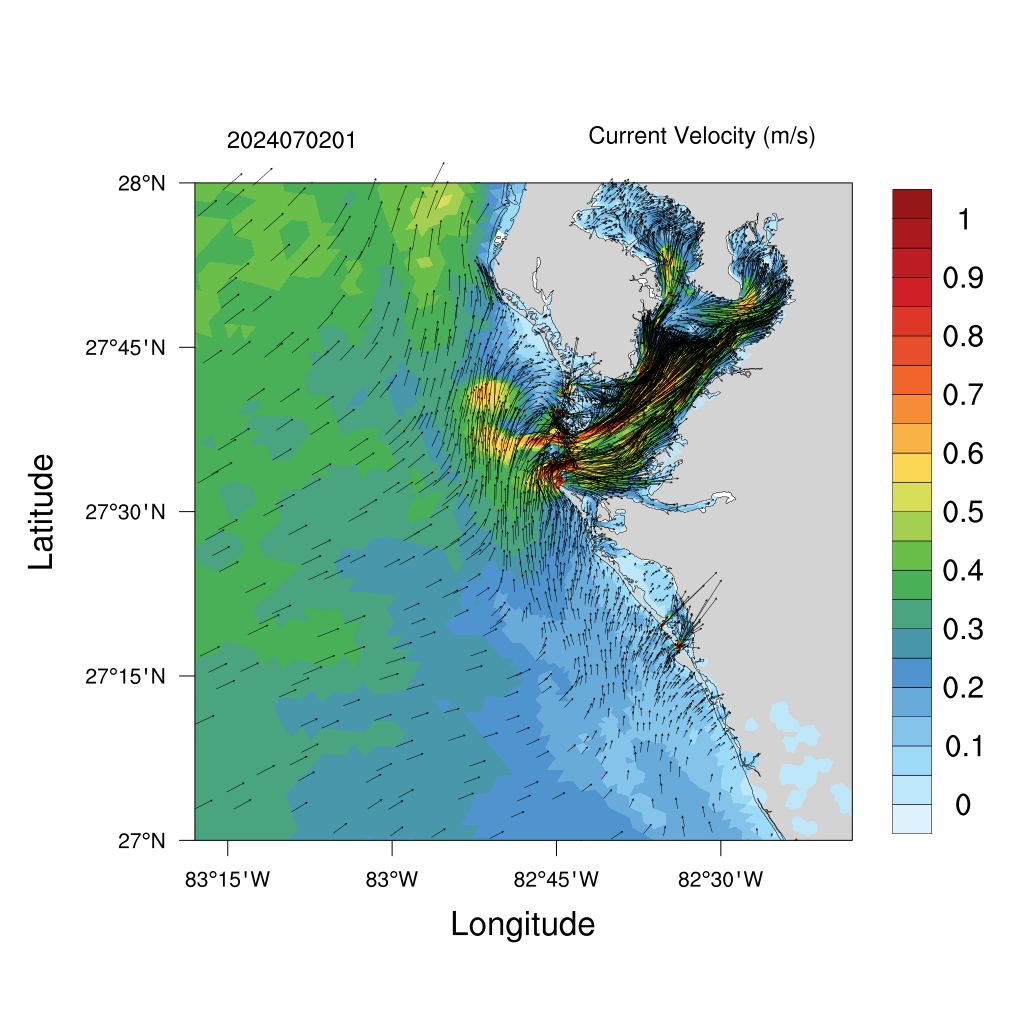 2024070201
Current Velocity (m/s)
28°N
27°45'N
27°30'N
27°15'N
27°N
Latitude
83°15'W
83°W
82°45'W
82°30'W
Longitude
1
0.9
0.8
0.7
0.6
0.5
0.4
0.3
0.2
0.1
0